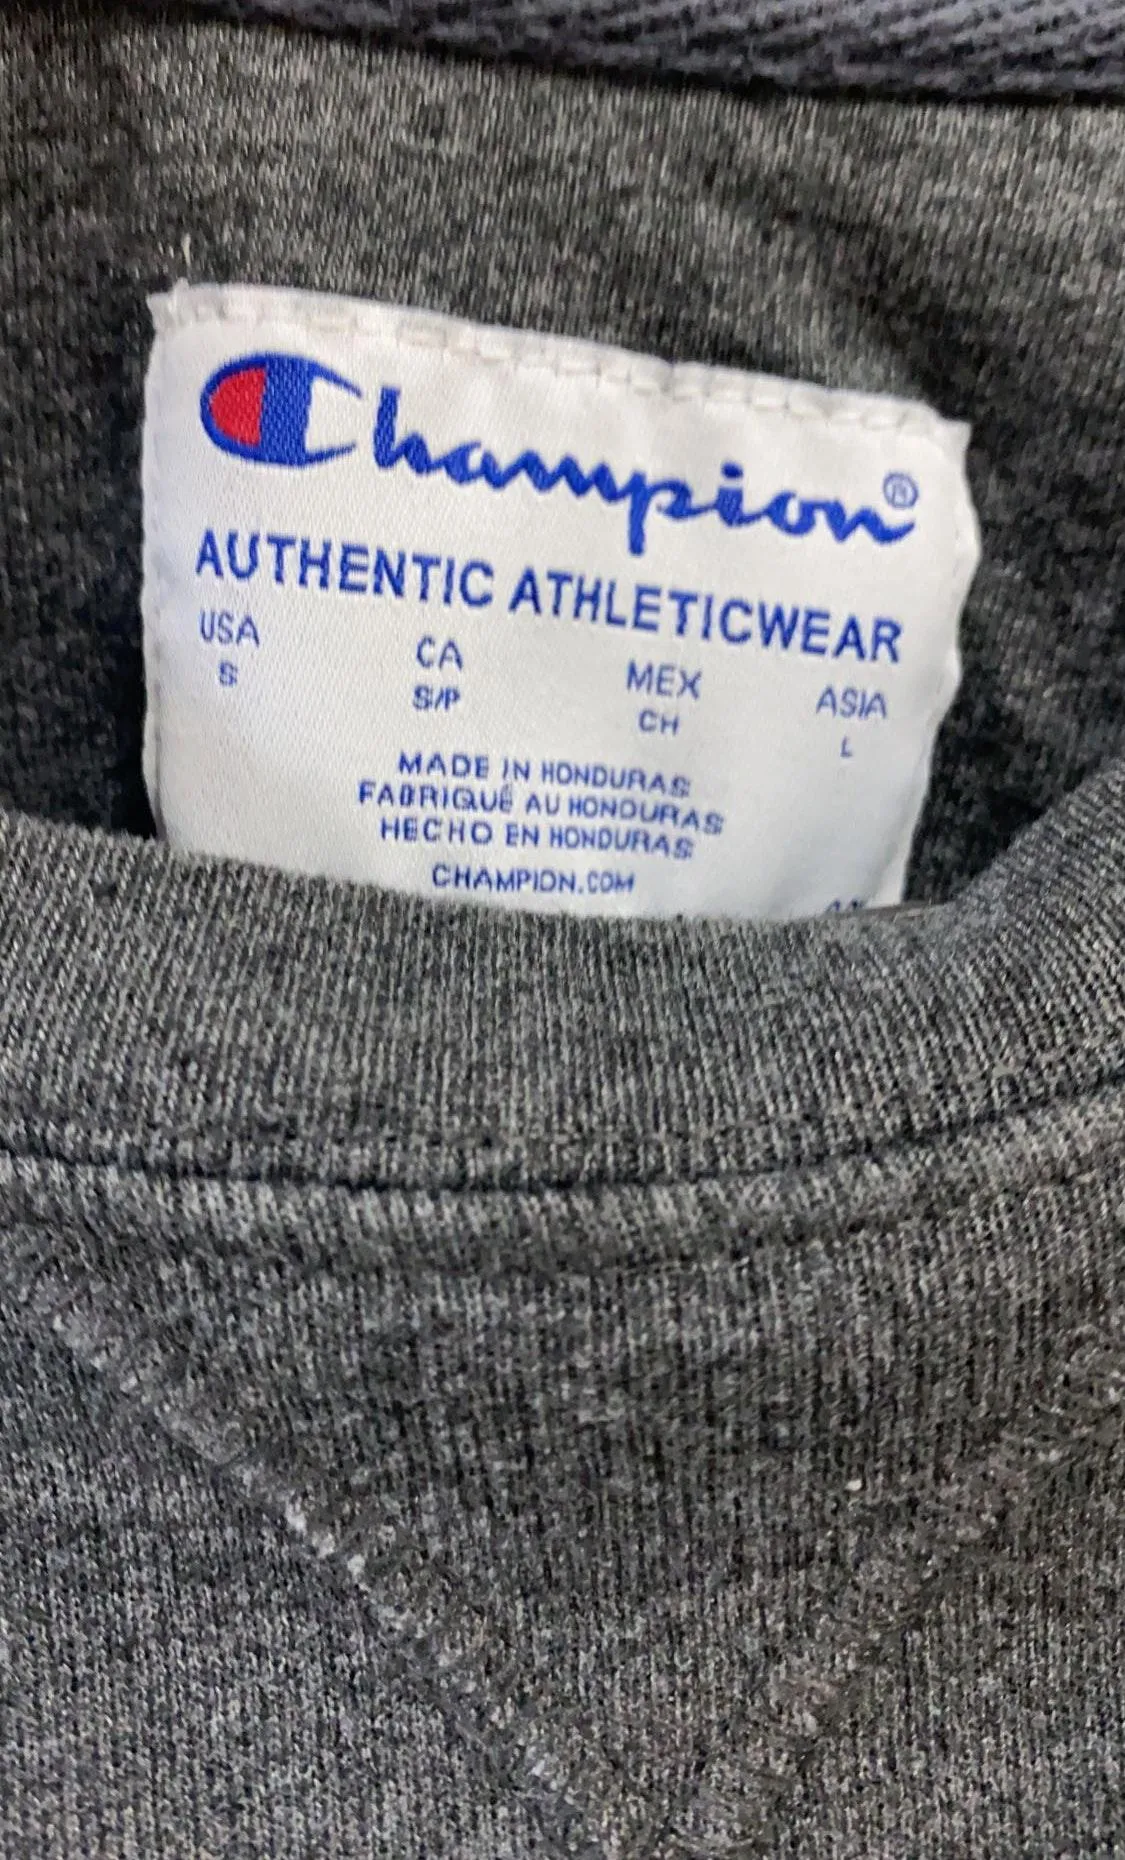 Champion®
AUTHENTIC ATHLETICWEAR
USA CA MEX ASIA
S S/P CH L
MADE IN HONDURAS
FABRIQUÉ AU HONDURAS
HECHO EN HONDURAS
CHAMPION.COM